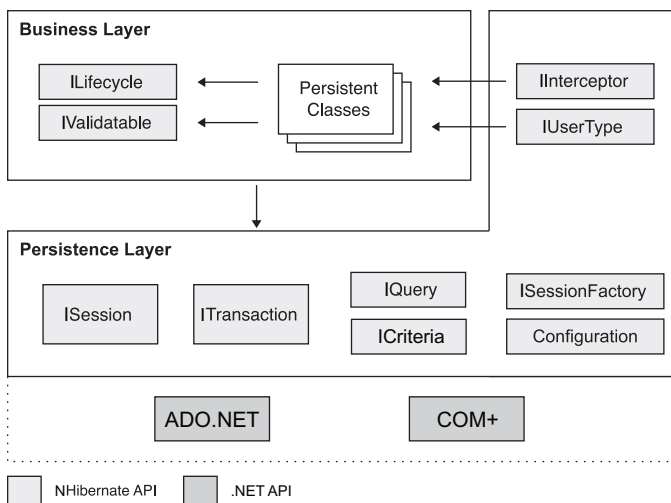 Business Layer
ILifecycle
IValidatable
Persistent
Classes
IInterceptor
IUserType
Persistence Layer
ISession
ITransaction
IQuery
ICriteria
ISessionFactory
Configuration
ADO.NET
COM+
NHibernate API
.NET API